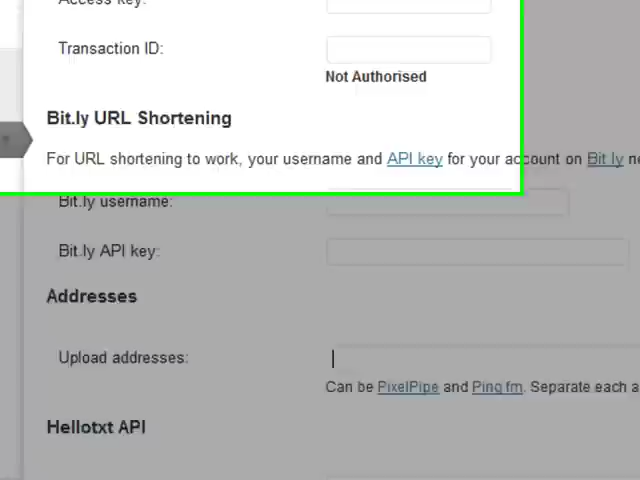 Access key:
Transaction ID:
Not Authorised
Bit.ly URL Shortening
For URL shortening to work, your username and API key for your account on Bit.ly
Bit.ly username:
Bit.ly API key:
Addresses
Upload addresses:
Can be PixelPipe and Ping.fm. Separate each
Hellotxt API